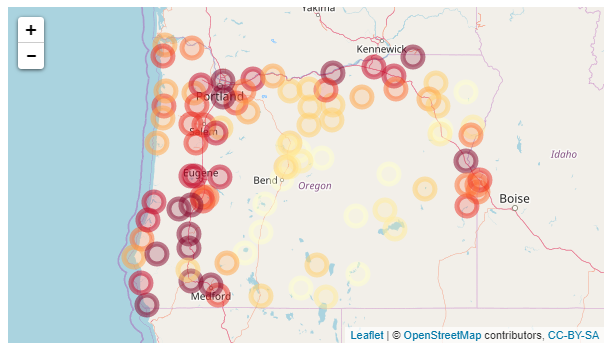 +
−
Yakima
Kennewick
Portland
Salem
Idaho
Eugene
Bend
Oregon
Boise
Medford
Leaflet | © OpenStreetMap contributors, CC-BY-SA